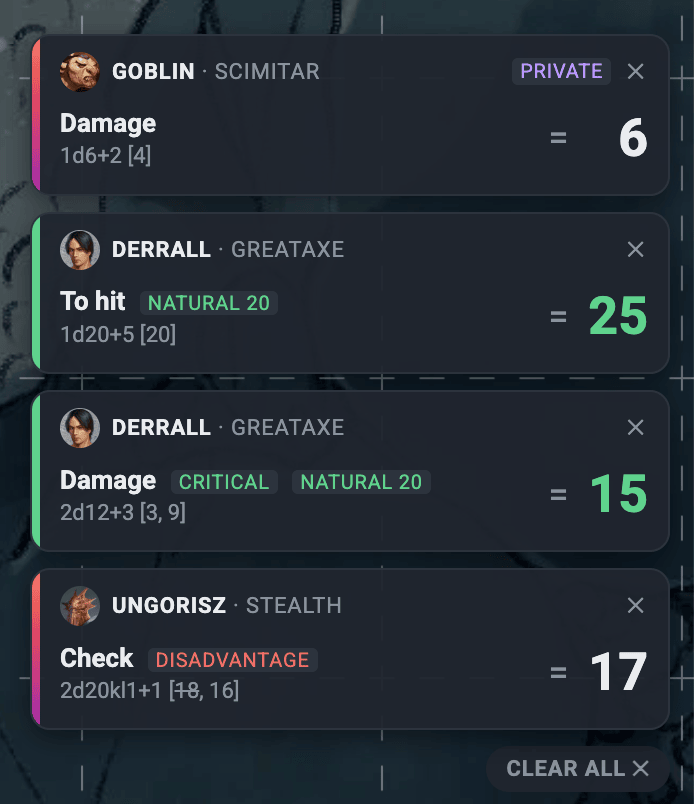 GOBLIN · SCIMITAR PRIVATE ×
Damage
1d6+2 [4]
= 6
DERRALL · GREATAXE ×
To hit NATURAL 20
1d20+5 [20]
= 25
DERRALL · GREATAXE ×
Damage CRITICAL NATURAL 20
2d12+3 [3, 9]
= 15
UNGORISZ · STEALTH ×
Check DISADVANTAGE
2d20kl1+1 [18, 16]
= 17
CLEAR ALL ×